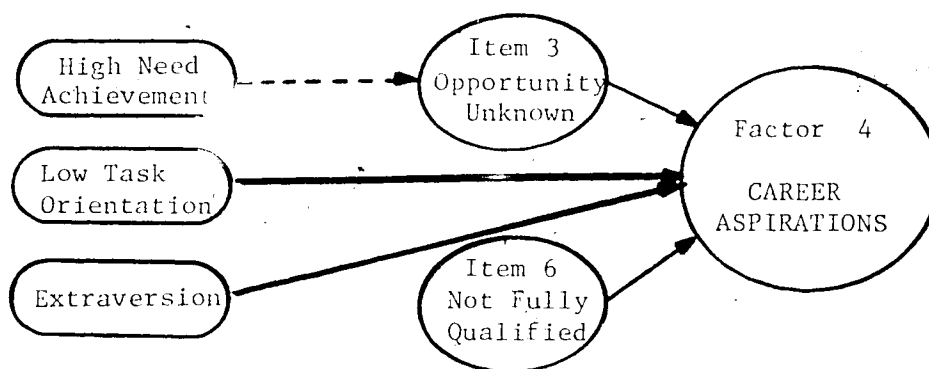 High Need
Achievement
Item 3
Opportunity
Unknown
Factor 4
CAREER
ASPIRATIONS
Low Task
Orientation
Extraversion
Item 6
Not Fully
Qualified